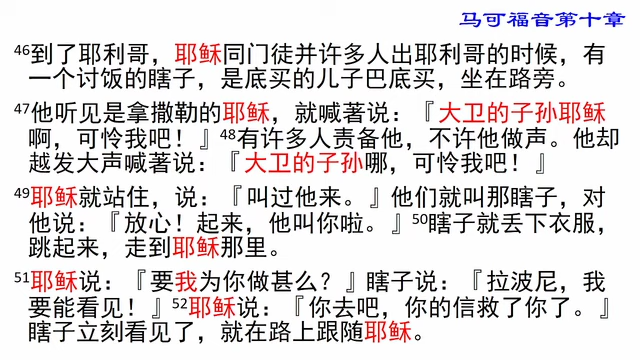 马可福音第十章
46到了耶利哥，耶稣同门徒并许多人出耶利哥的时候，有
一个讨饭的瞎子，是底买的儿子巴底买，坐在路旁。
47他听见是拿撒勒的耶稣，就喊著说：『大卫的子孙耶稣
啊，可怜我吧！』48有许多人责备他，不许他做声。他却
越发大声喊著说：『大卫的子孙哪，可怜我吧！』
49耶稣就站住，说：『叫过他来。』他们就叫那瞎子，对
他说：『放心！起来，他叫你啦。』50瞎子就丢下衣服，
跳起来，走到耶稣那里。
51耶稣说：『要我为你做甚么？』瞎子说：『拉波尼，我
要能看见！』52耶稣说：『你去吧，你的信救了你了。』
瞎子立刻看见了，就在路上跟随耶稣。